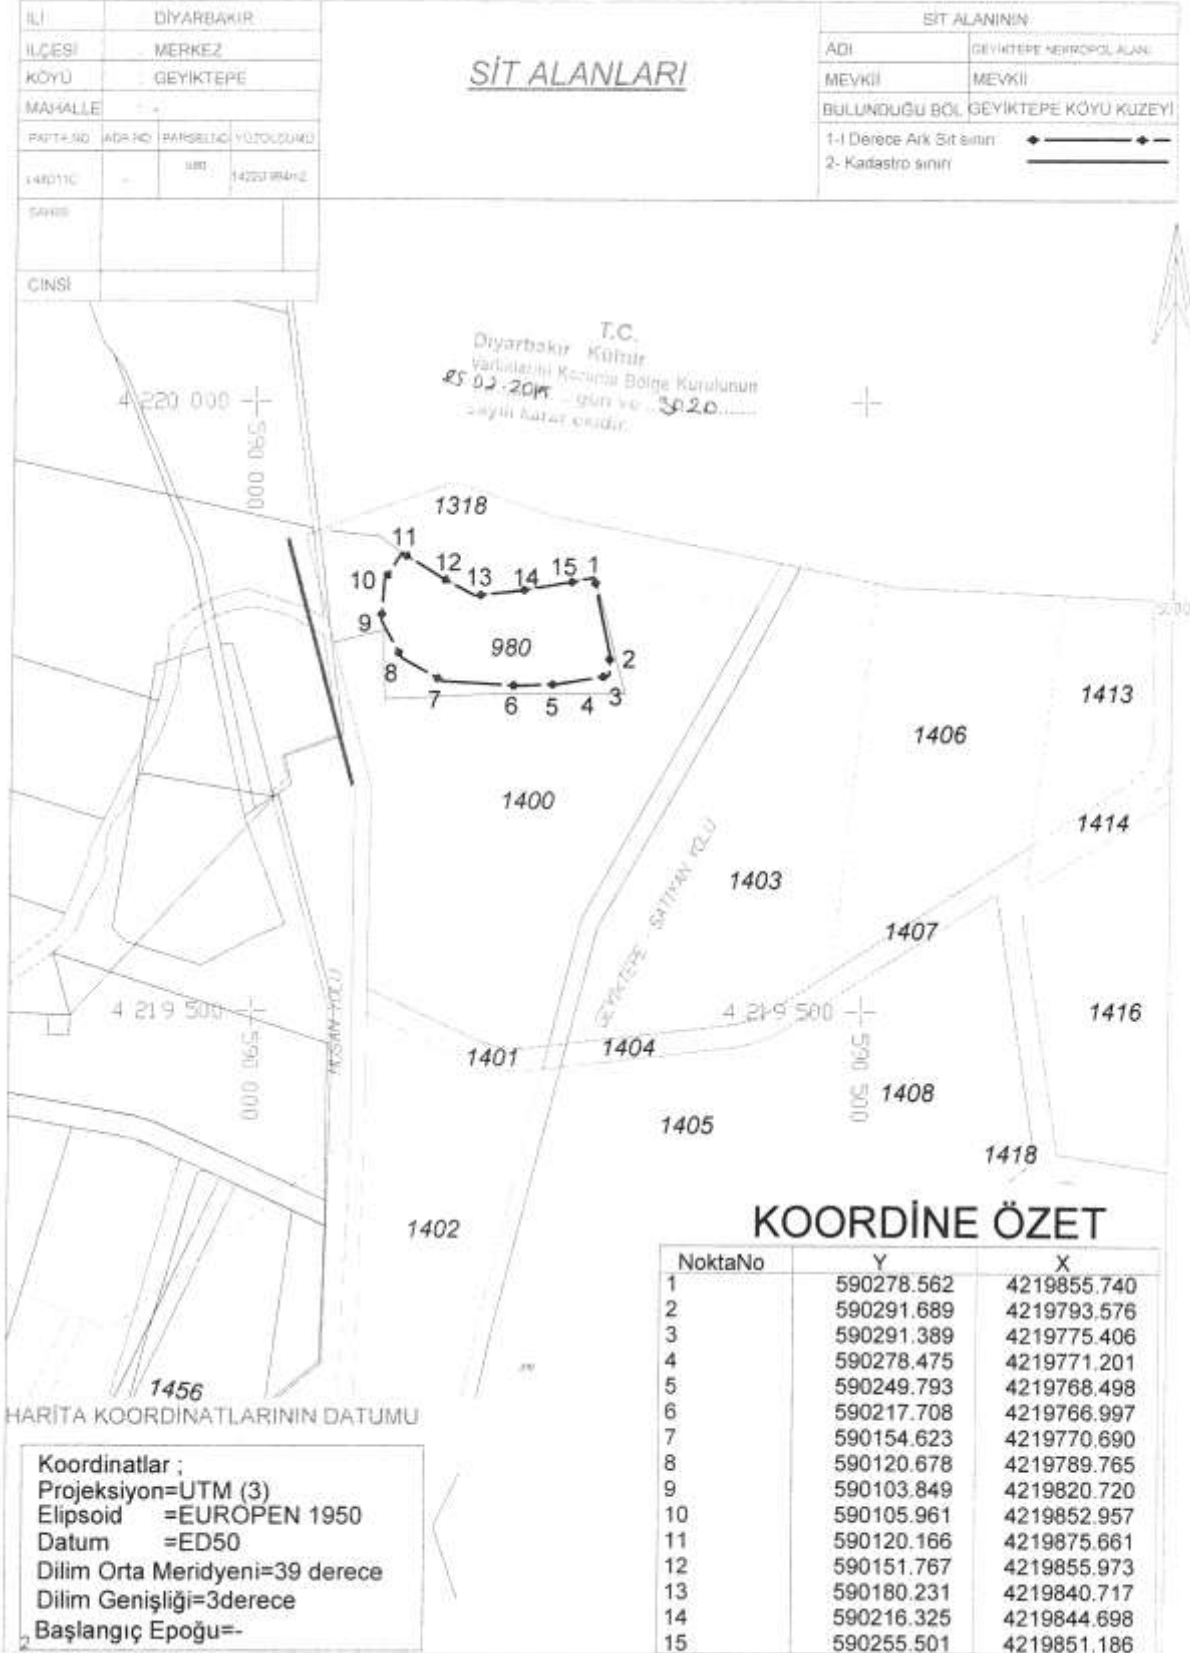 İLİ DİYARBAKIR
İLÇESİ MERKEZ
KÖYÜ GEYİKTEPE
MAHALLE : -
PAFTA NO ADA NO PARSEL NO YÜZÖLÇÜMÜ
L44D11C - 980
CİNSİ
SİT ALANLARI
SİT ALANININ
ADI GEYİKTEPE NEKROPOL ALANI
MEVKİİ MEVKİİ
BULUNDUĞU BÖL. GEYİKTEPE KÖYÜ KUZEYİ
1-I Derece Ark Sit sınırı
2- Kadastro sınırı
T.C.
Diyarbakır Kültür
Varlıklarını Koruma Bölge Kurulunun
25.02.2015 gün ve 3020
sayılı karar ekidir.
4 220 000
590 000
1318
11
12
13
14
15
1
10
9
8
7
6
5
4
3
2
980
1413
1406
1400
1414
1403
GEYİKTEPE - SATIKAN YOLU
1407
4 219 500
590 000
4 219 500
590 500
1416
1401
1404
1408
1405
1418
1402
1456
KOORDİNE ÖZET
NoktaNo Y X
1 590278.562 4219855.740
2 590291.689 4219793.576
3 590291.389 4219775.406
4 590278.475 4219771.201
5 590249.793 4219768.498
6 590217.708 4219766.997
7 590154.623 4219770.690
8 590120.678 4219789.765
9 590103.849 4219820.720
10 590105.961 4219852.957
11 590120.166 4219875.661
12 590151.767 4219855.973
13 590180.231 4219840.717
14 590216.325 4219844.698
15 590255.501 4219851.186
HARİTA KOORDİNATLARININ DATUMU
Koordinatlar ;
Projeksiyon=UTM (3)
Elipsoid =EUROPEN 1950
Datum =ED50
Dilim Orta Meridyeni=39 derece
Dilim Genişliği=3derece
Başlangıç Epoğu=-